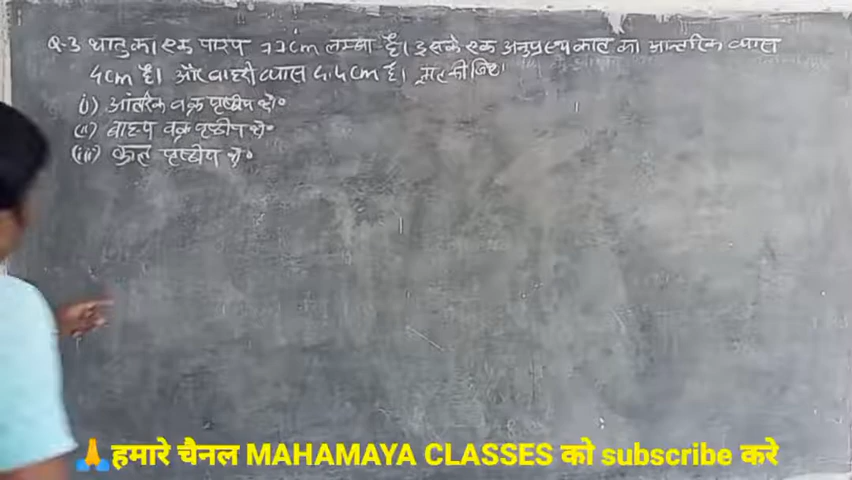 Q-3 धातु का एक पाइप 77cm लम्बा है। इसके एक अनुप्रस्थ काट का आन्तरिक व्यास
4cm है। और बाहरी व्यास 4.4cm है। ज्ञात कीजिए।
(i) आंतरिक वक्र पृष्ठीय क्षे०
(ii) बाह्य वक्र पृष्ठीय क्षे०
(iii) कुल पृष्ठीय क्षे०
🙏हमारे चैनल MAHAMAYA CLASSES को subscribe करे